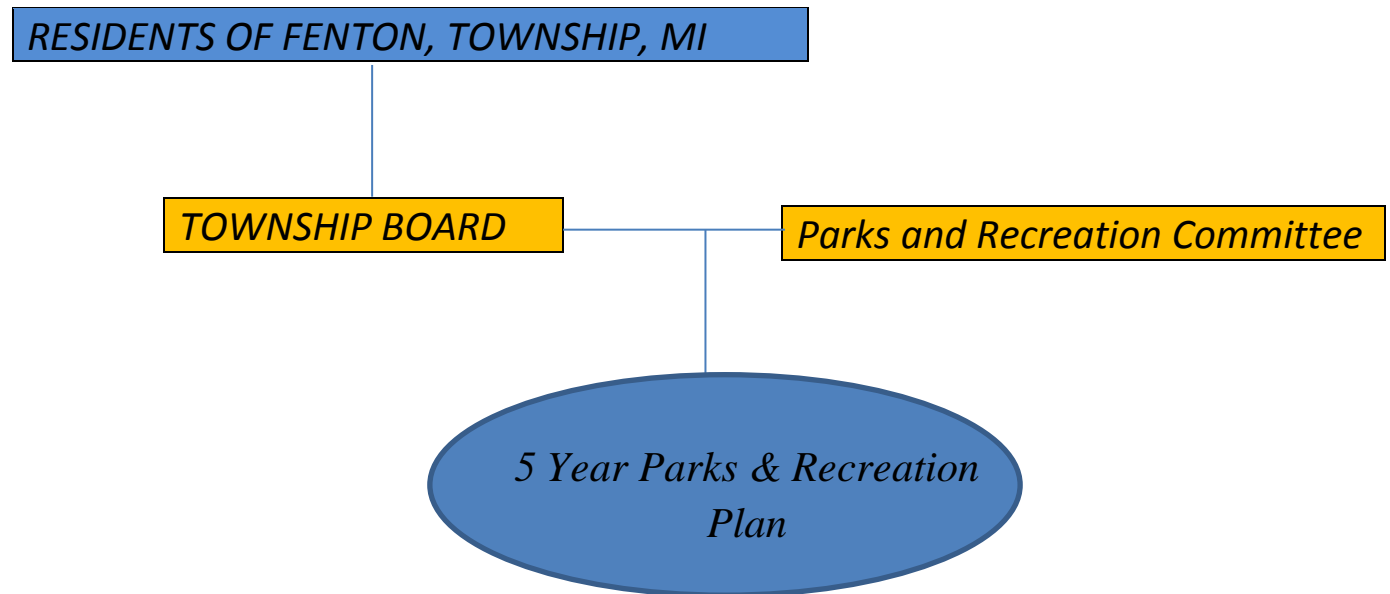 RESIDENTS OF FENTON, TOWNSHIP, MI
TOWNSHIP BOARD
Parks and Recreation Committee
5 Year Parks & Recreation
Plan